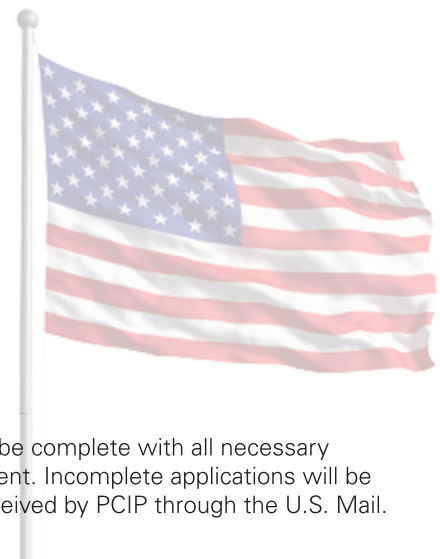 be complete with all necessary
ent. Incomplete applications will be
eived by PCIP through the U.S. Mail.